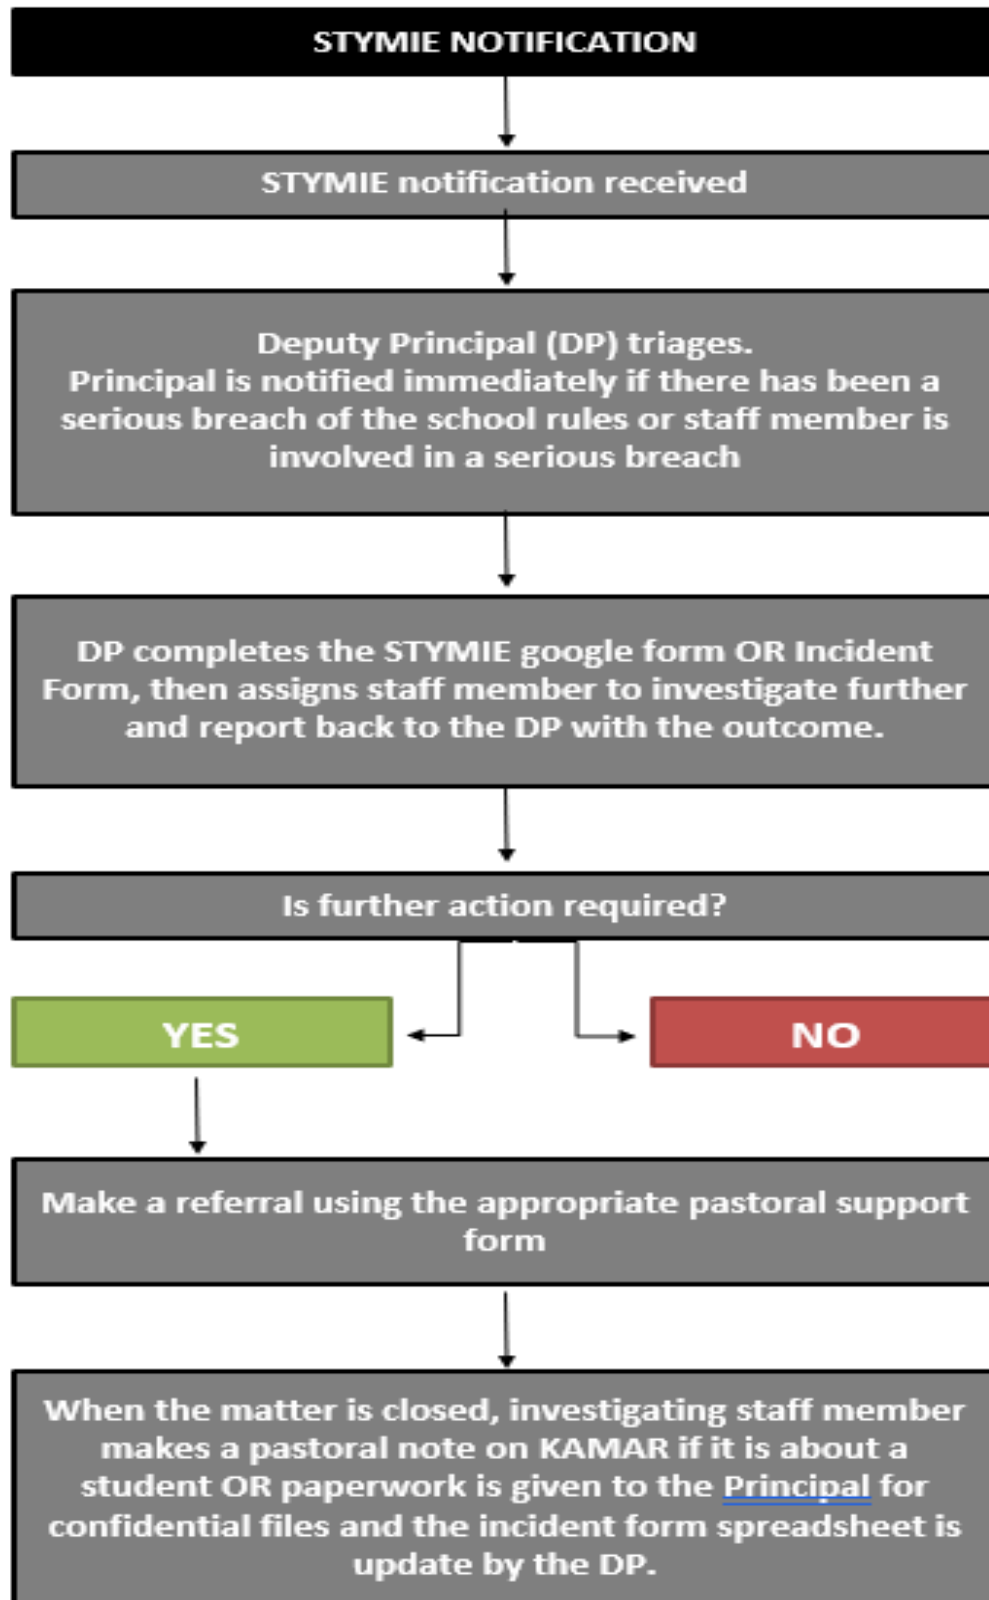 STYMIE NOTIFICATION
STYMIE notification received
Deputy Principal (DP) triages.
Principal is notified immediately if there has been a
serious breach of the school rules or staff member is
involved in a serious breach
DP completes the STYMIE google form OR Incident
Form, then assigns staff member to investigate further
and report back to the DP with the outcome.
Is further action required?
YES
NO
Make a referral using the appropriate pastoral support
form
When the matter is closed, investigating staff member
makes a pastoral note on KAMAR if it is about a
student OR paperwork is given to the Principal for
confidential files and the incident form spreadsheet is
update by the DP.